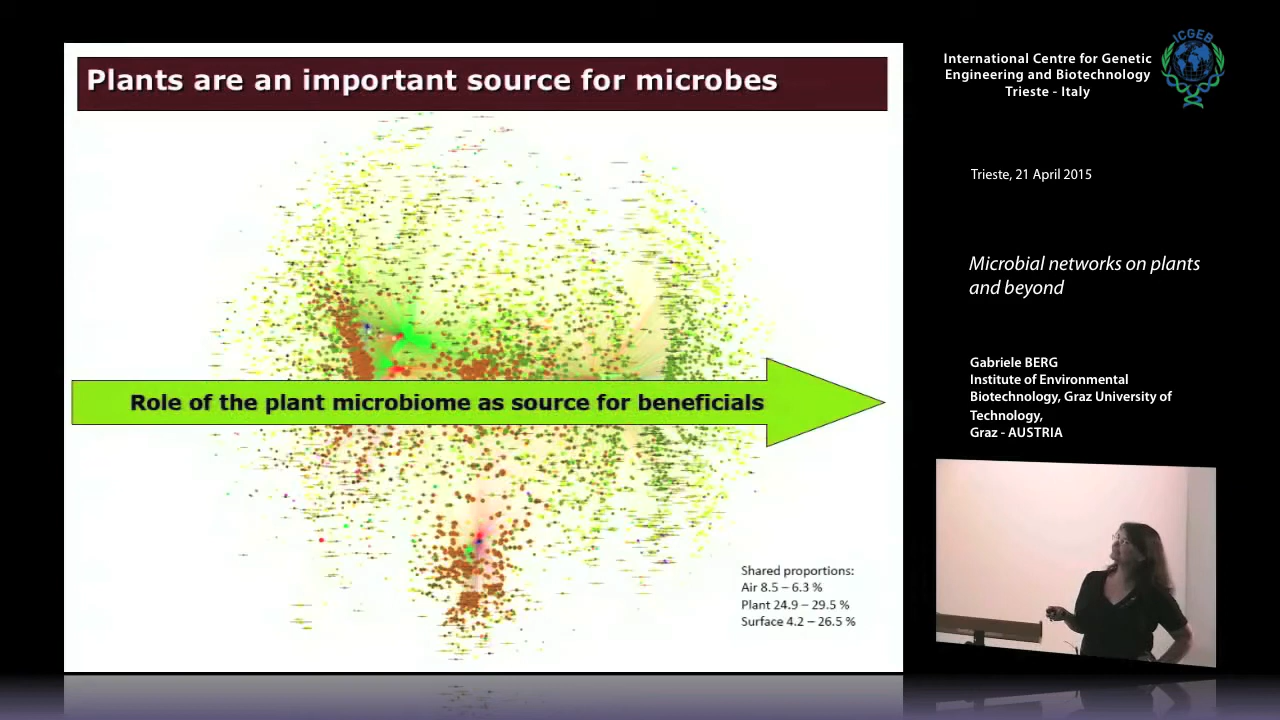 Plants are an important source for microbes
Role of the plant microbiome as source for beneficials
Shared proportions:
Air 8.5 – 6.3 %
Plant 24.9 – 29.5 %
Surface 4.2 – 26.5 %
International Centre for Genetic
Engineering and Biotechnology
Trieste - Italy
ICGEB
Trieste, 21 April 2015
Microbial networks on plants
and beyond
Gabriele BERG
Institute of Environmental
Biotechnology, Graz University of
Technology,
Graz - AUSTRIA